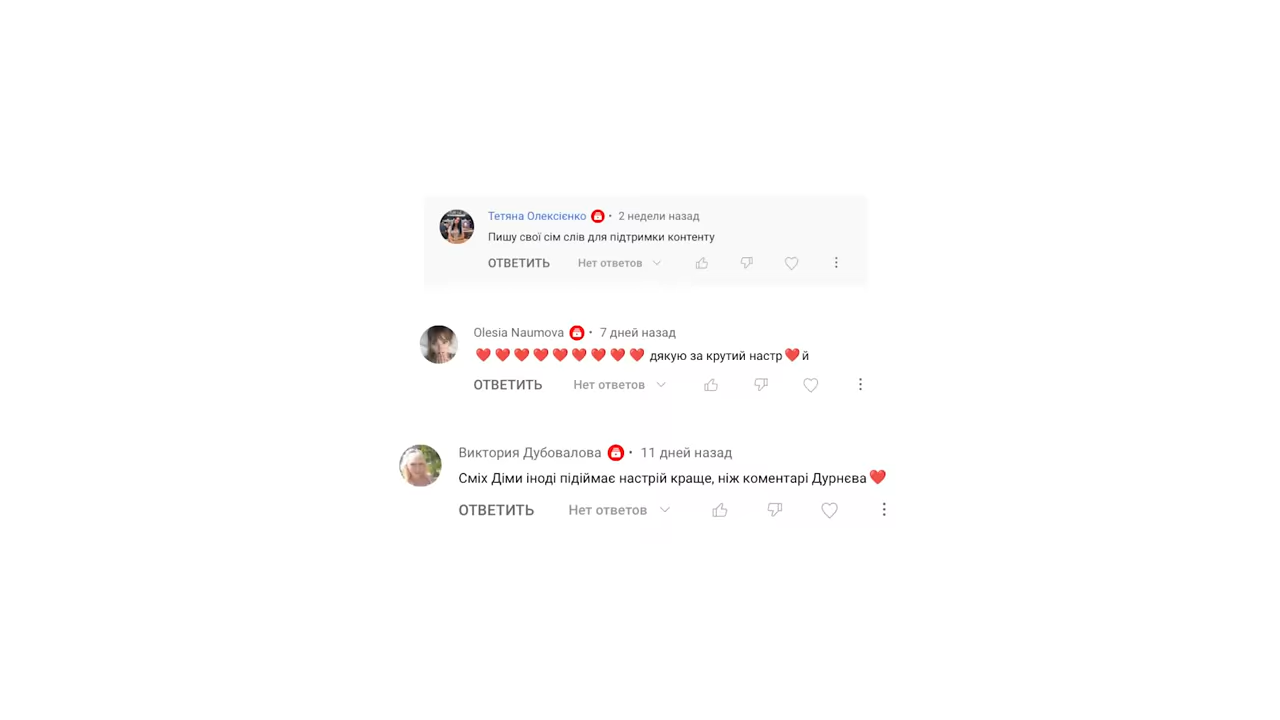 Тетяна Олексієнко • 2 недели назад
Пишу свої сім слів для підтримки контенту
ОТВЕТИТЬ Нет ответов
Olesia Naumova • 7 дней назад
❤️❤️❤️❤️❤️❤️❤️❤️❤️ дякую за крутий настр❤️й
ОТВЕТИТЬ Нет ответов
Виктория Дубовалова • 11 дней назад
Сміх Діми іноді підіймає настрій краще, ніж коментарі Дурнєва❤️
ОТВЕТИТЬ Нет ответов